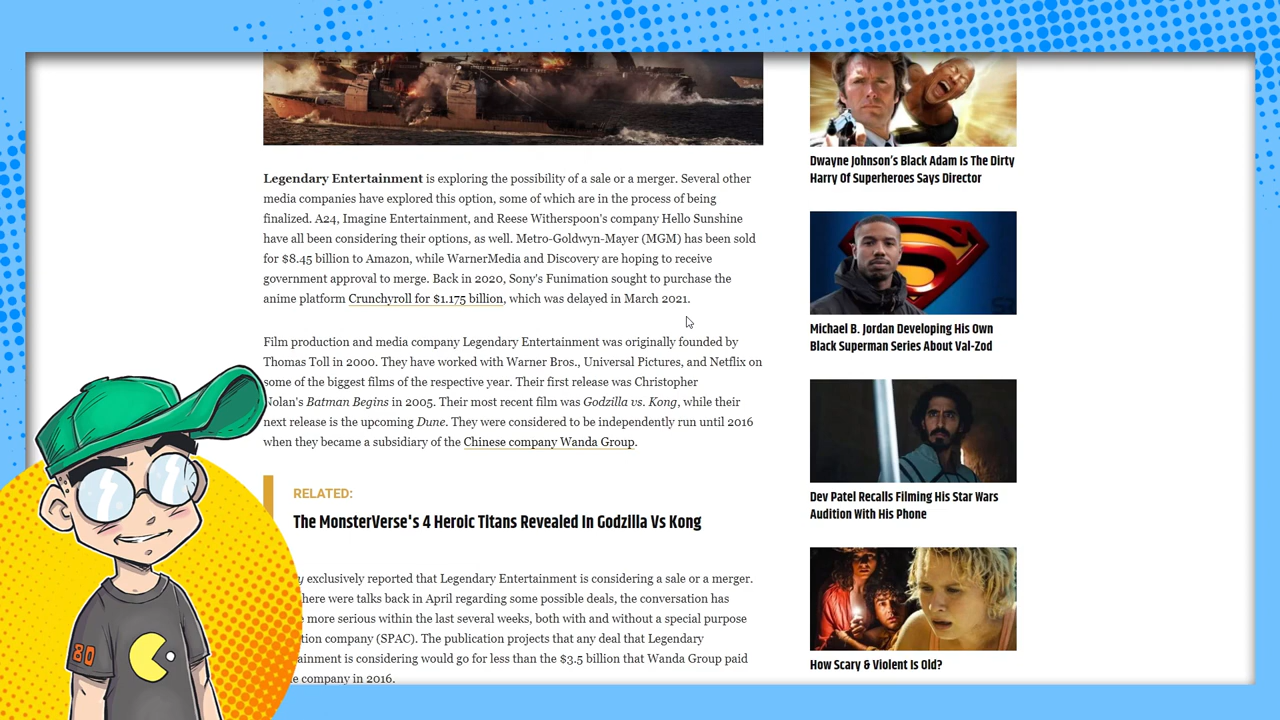 Legendary Entertainment is exploring the possibility of a sale or a merger. Several other
media companies have explored this option, some of which are in the process of being
finalized. A24, Imagine Entertainment, and Reese Witherspoon's company Hello Sunshine
have all been considering their options, as well. Metro-Goldwyn-Mayer (MGM) has been sold
for $8.45 billion to Amazon, while WarnerMedia and Discovery are hoping to receive
government approval to merge. Back in 2020, Sony's Funimation sought to purchase the
anime platform Crunchyroll for $1.175 billion, which was delayed in March 2021.
Film production and media company Legendary Entertainment was originally founded by
Thomas Toll in 2000. They have worked with Warner Bros., Universal Pictures, and Netflix on
some of the biggest films of the respective year. Their first release was Christopher
Nolan's Batman Begins in 2005. Their most recent film was Godzilla vs. Kong, while their
next release is the upcoming Dune. They were considered to be independently run until 2016
when they became a subsidiary of the Chinese company Wanda Group.
RELATED:
The MonsterVerse's 4 Heroic Titans Revealed In Godzilla Vs Kong
exclusively reported that Legendary Entertainment is considering a sale or a merger.
here were talks back in April regarding some possible deals, the conversation has
more serious within the last several weeks, both with and without a special purpose
tion company (SPAC). The publication projects that any deal that Legendary
ainment is considering would go for less than the $3.5 billion that Wanda Group paid
company in 2016.
Dwayne Johnson's Black Adam Is The Dirty
Harry Of Superheroes Says Director
Michael B. Jordan Developing His Own
Black Superman Series About Val-Zod
Dev Patel Recalls Filming His Star Wars
Audition With His Phone
How Scary & Violent Is Old?
80